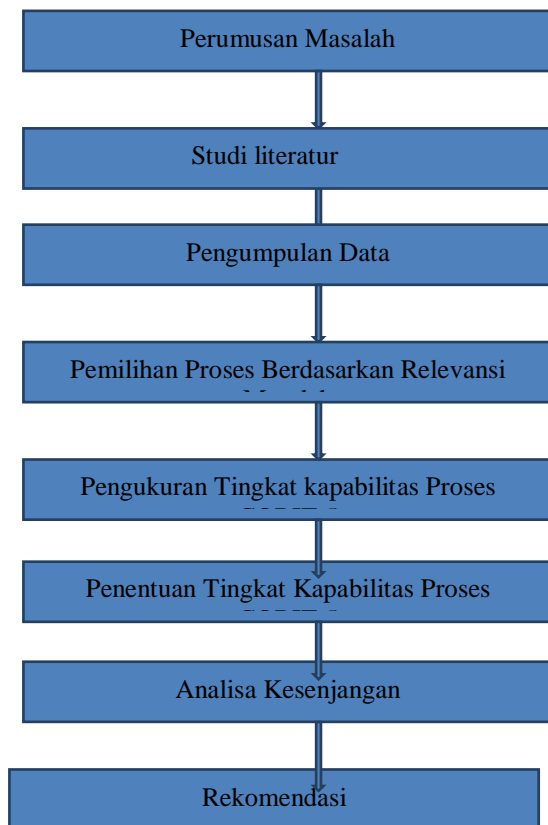 Perumusan Masalah
Studi literatur
Pengumpulan Data
Pemilihan Proses Berdasarkan Relevansi
Pengukuran Tingkat kapabilitas Proses
Penentuan Tingkat Kapabilitas Proses
Analisa Kesenjangan
Rekomendasi